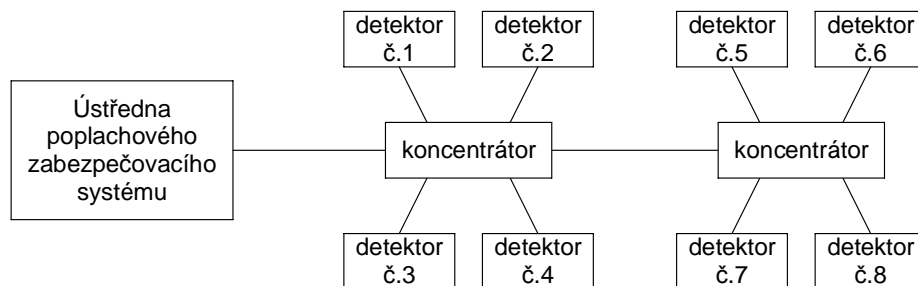 detektor
č.1
detektor
č.2
detektor
č.5
detektor
č.6
Ústředna
poplachového
zabezpečovacího
systému
koncentrátor
koncentrátor
detektor
č.3
detektor
č.4
detektor
č.7
detektor
č.8